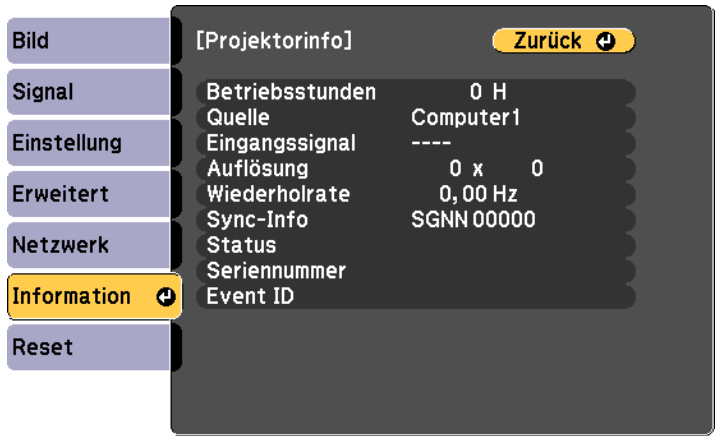 Bild
Signal
Einstellung
Erweitert
Netzwerk
Information
Reset
[Projektorinfo] Zurück
Betriebsstunden 0 H
Quelle Computer1
Eingangssignal ----
Auflösung 0 x 0
Wiederholrate 0,00 Hz
Sync-Info SGNN 00000
Status
Seriennummer
Event ID